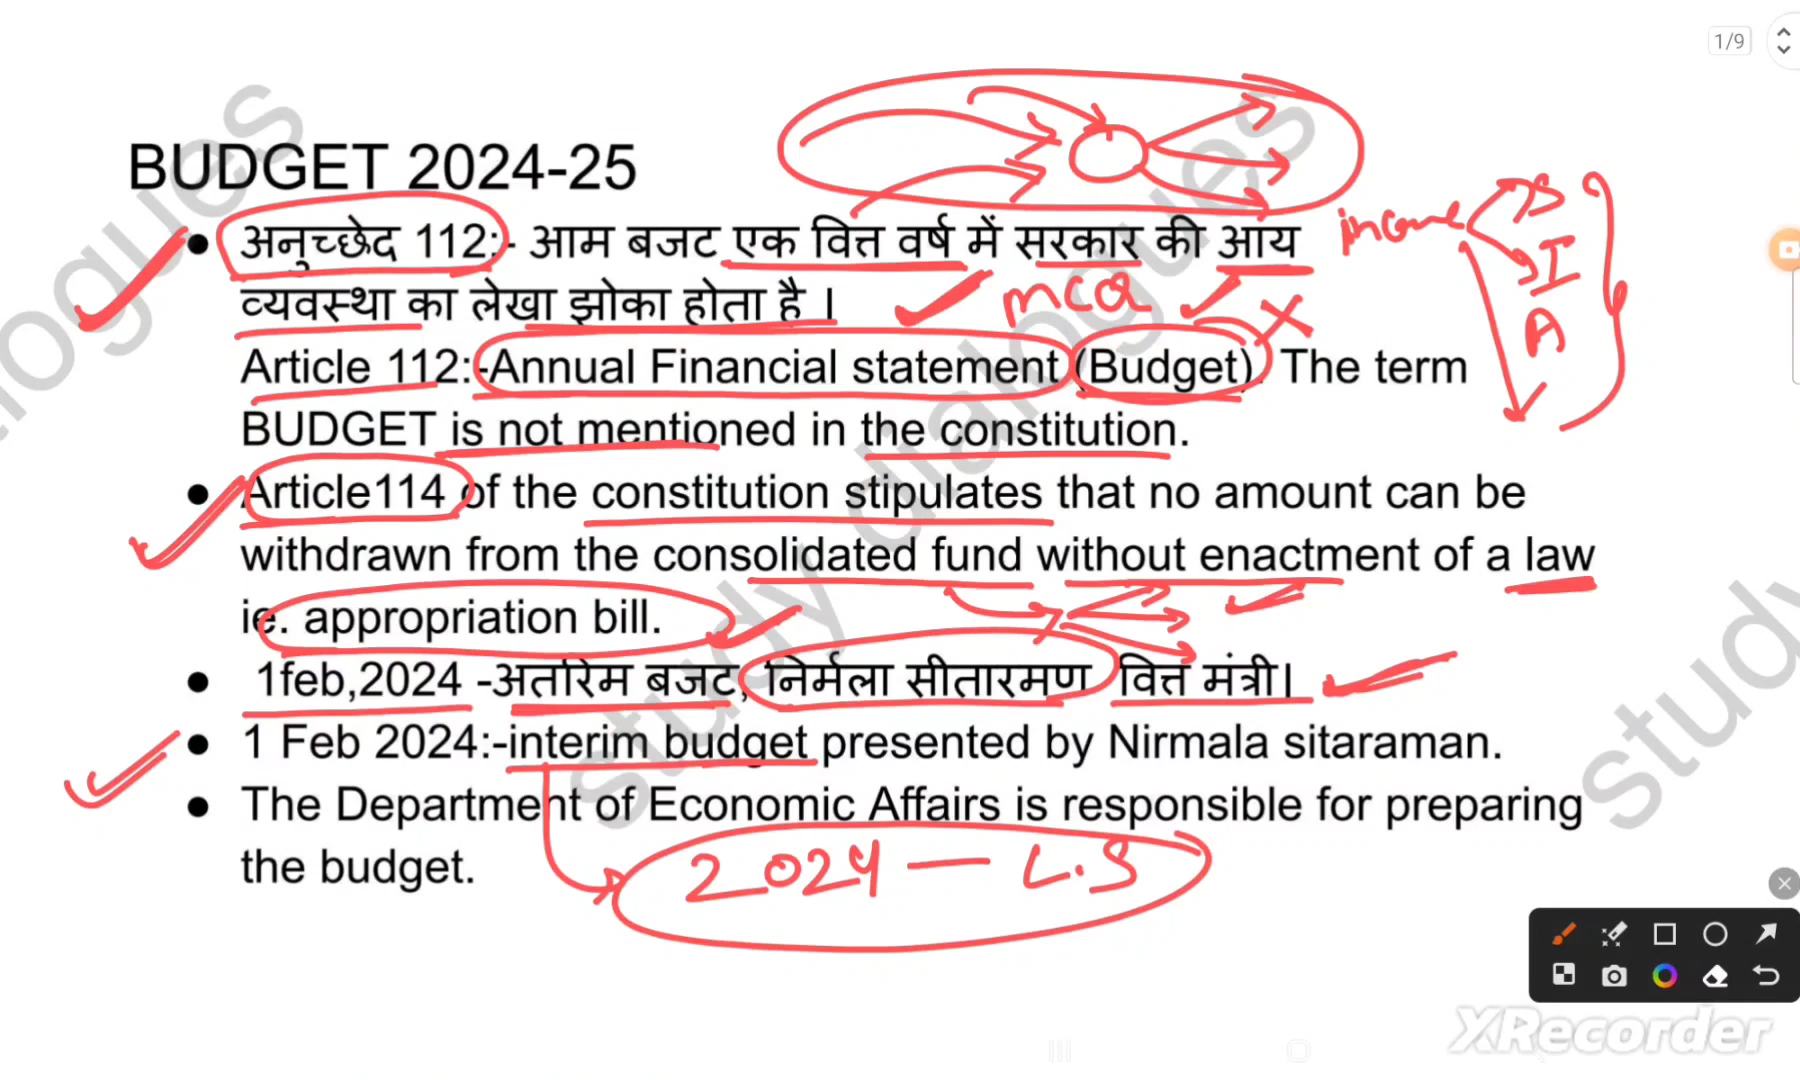 1/9
BUDGET 2024-25
● अनुच्छेद 112:- आम बजट एक वित्त वर्ष में सरकार की आय
व्यवस्था का लेखा झोका होता है ।
Article 112:-Annual Financial statement (Budget). The term
BUDGET is not mentioned in the constitution.
● Article114 of the constitution stipulates that no amount can be
withdrawn from the consolidated fund without enactment of a law
ie. appropriation bill.
● 1feb,2024 -अतंरिम बजट, निर्मला सीतारमण वित्त मंत्री।
● 1 Feb 2024:-interim budget presented by Nirmala sitaraman.
● The Department of Economic Affairs is responsible for preparing
the budget.
income
S
I
A
mcq
2024 — L.S
study dialogues
XRecorder